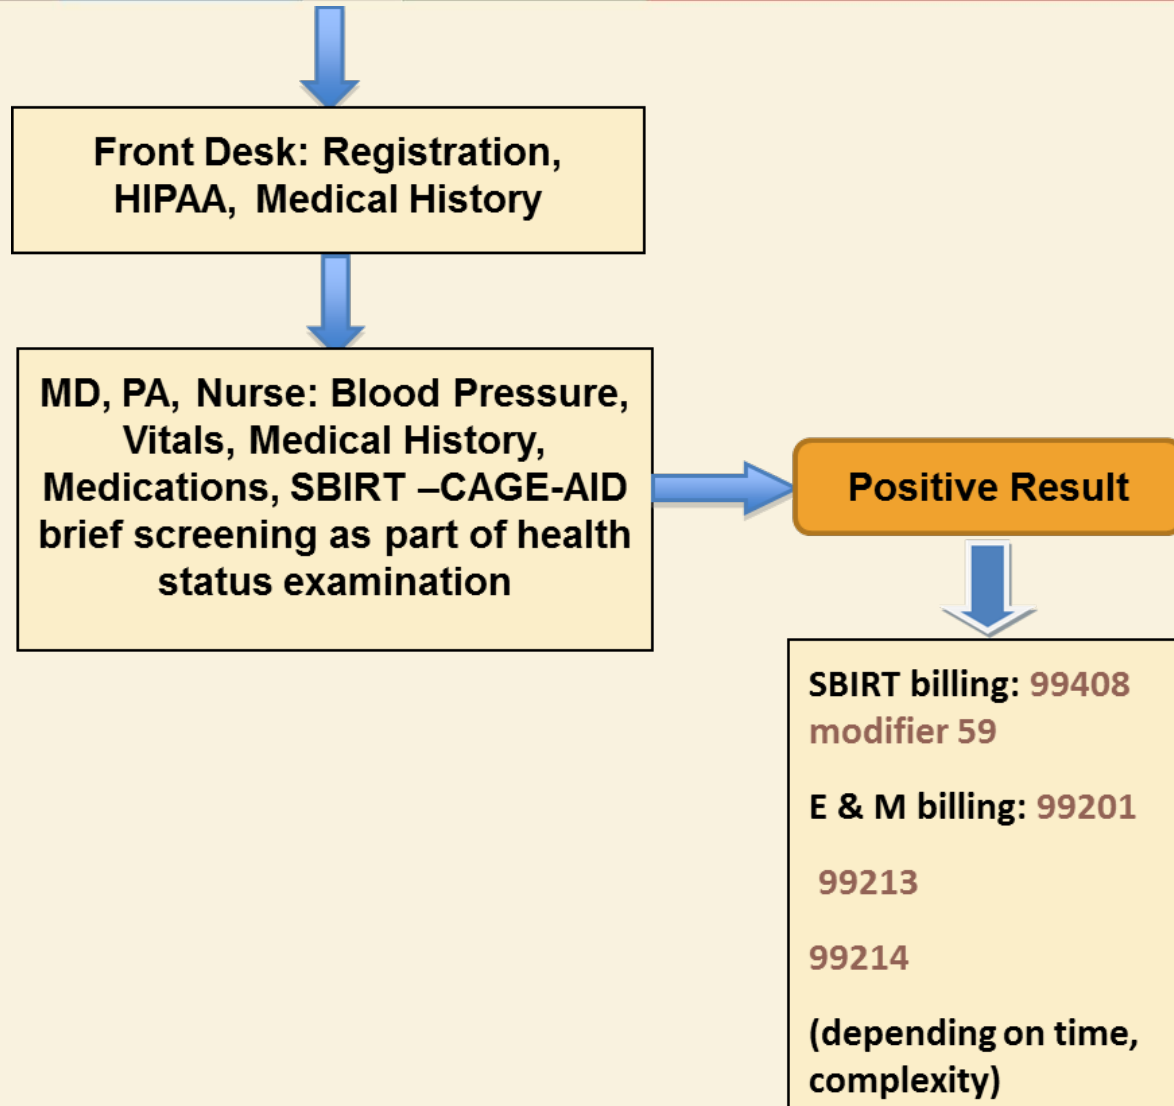 Front Desk: Registration,
HIPAA, Medical History
MD, PA, Nurse: Blood Pressure,
Vitals, Medical History,
Medications, SBIRT –CAGE-AID
brief screening as part of health
status examination
Positive Result
SBIRT billing: 99408
modifier 59
E & M billing: 99201
99213
99214
(depending on time,
complexity)